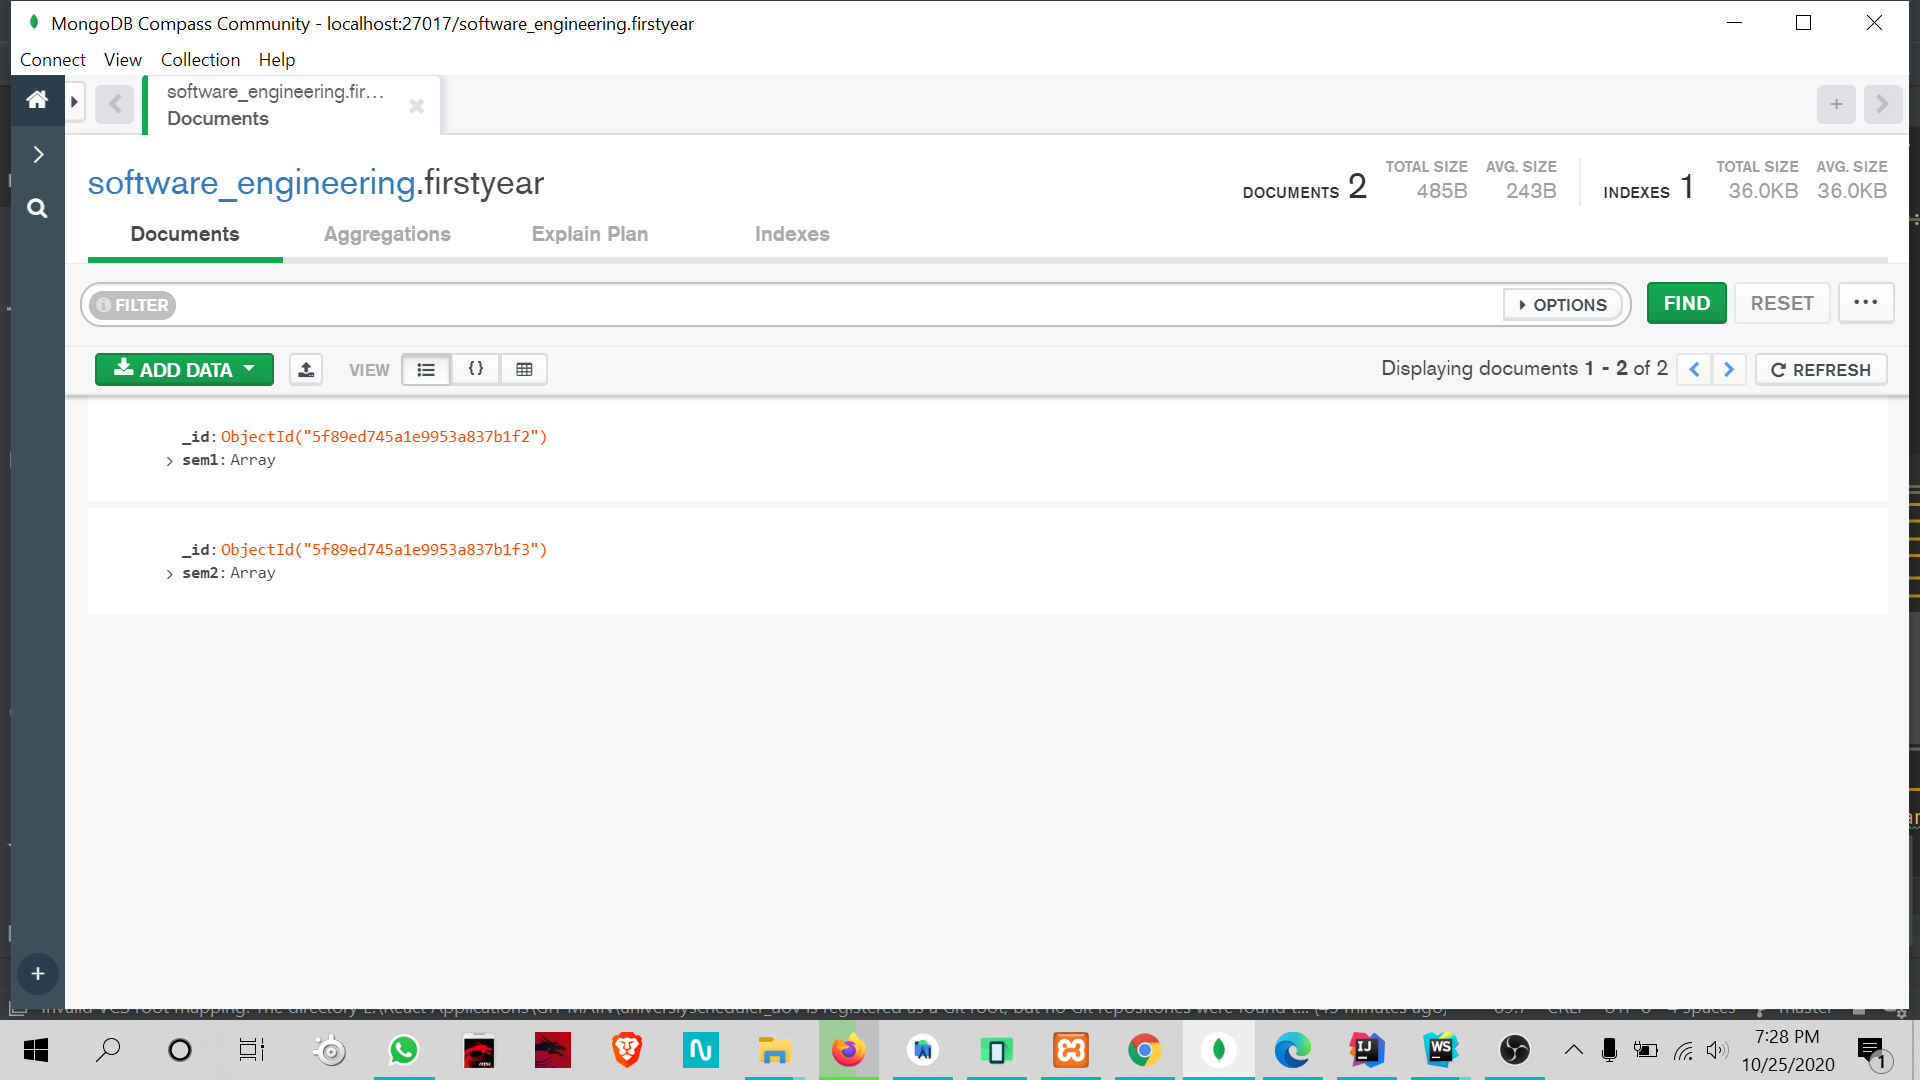 MongoDB Compass Community - localhost:27017/software_engineering.firstyear
Connect View Collection Help
software_engineering.fir...
Documents
software_engineering.firstyear
DOCUMENTS 2 TOTAL SIZE 485B AVG. SIZE 243B INDEXES 1 TOTAL SIZE 36.0KB AVG. SIZE 36.0KB
Documents Aggregations Explain Plan Indexes
FILTER OPTIONS FIND RESET ...
ADD DATA VIEW {} Displaying documents 1 - 2 of 2 REFRESH
_id: ObjectId("5f89ed745a1e9953a837b1f2")
> sem1: Array
_id: ObjectId("5f89ed745a1e9953a837b1f3")
> sem2: Array
7:28 PM
10/25/2020
1